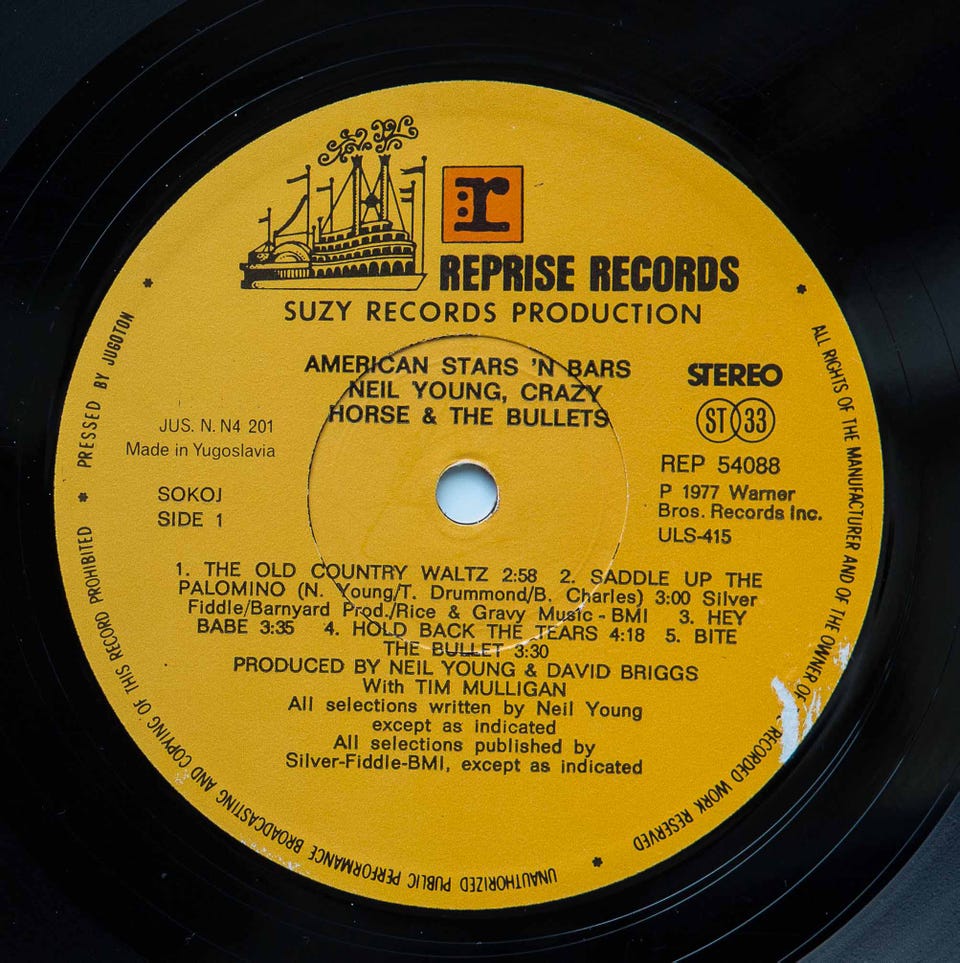 r
REPRISE RECORDS
SUZY RECORDS PRODUCTION
AMERICAN STARS 'N BARS
NEIL YOUNG, CRAZY
HORSE & THE BULLETS
STEREO
ST 33
JUS. N. N4 201
Made in Yugoslavia
REP 54088
P 1977 Warner
Bros. Records Inc.
ULS-415
SOKOJ
SIDE 1
1. THE OLD COUNTRY WALTZ 2:58 2. SADDLE UP THE
PALOMINO (N. Young/T. Drummond/B. Charles) 3:00 Silver
Fiddle/Barnyard Prod./Rice & Gravy Music - BMI 3. HEY
BABE 3:35 4. HOLD BACK THE TEARS 4:18 5. BITE
THE BULLET 3:30
PRODUCED BY NEIL YOUNG & DAVID BRIGGS
With TIM MULLIGAN
All selections written by Neil Young
except as indicated
All selections published by
Silver-Fiddle-BMI, except as indicated
PRESSED BY JUGOTON
ALL RIGHTS OF THE MANUFACTURER AND OF THE OWNER OF RECORDED WORK RESERVED
UNAUTHORIZED PUBLIC PERFORMANCE BROADCASTING AND COPYING OF THIS RECORD PROHIBITED